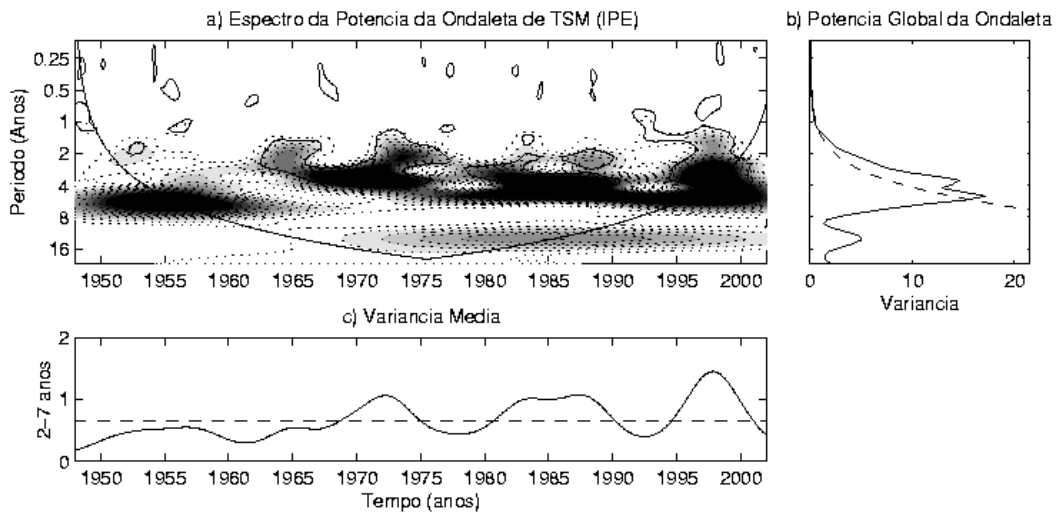 a) Espectro da Potencia da Ondaleta de TSM (IPE)
b) Potencia Global da Ondaleta
Periodo (Anos)
0.25
0.5
1
2
4
8
16
1950 1955 1960 1965 1970 1975 1980 1985 1990 1995 2000
0 10 20
Variancia
c) Variancia Media
2-7 anos
2
1
0
1950 1955 1960 1965 1970 1975 1980 1985 1990 1995 2000
Tempo (anos)